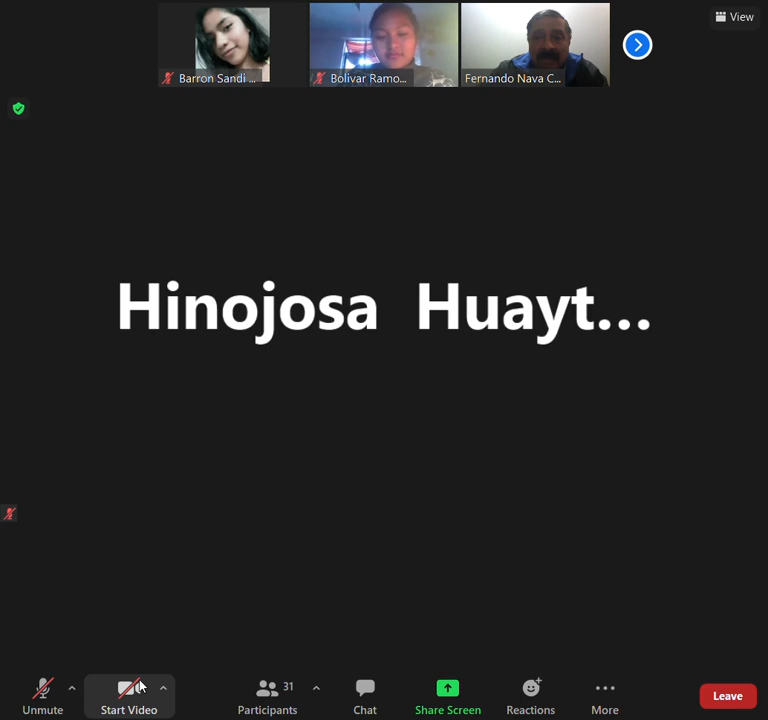 View
Barron Sandi ...
Bolivar Ramo...
Fernando Nava C...
Hinojosa Huayt...
Unmute
Start Video
31
Participants
Chat
Share Screen
Reactions
More
Leave